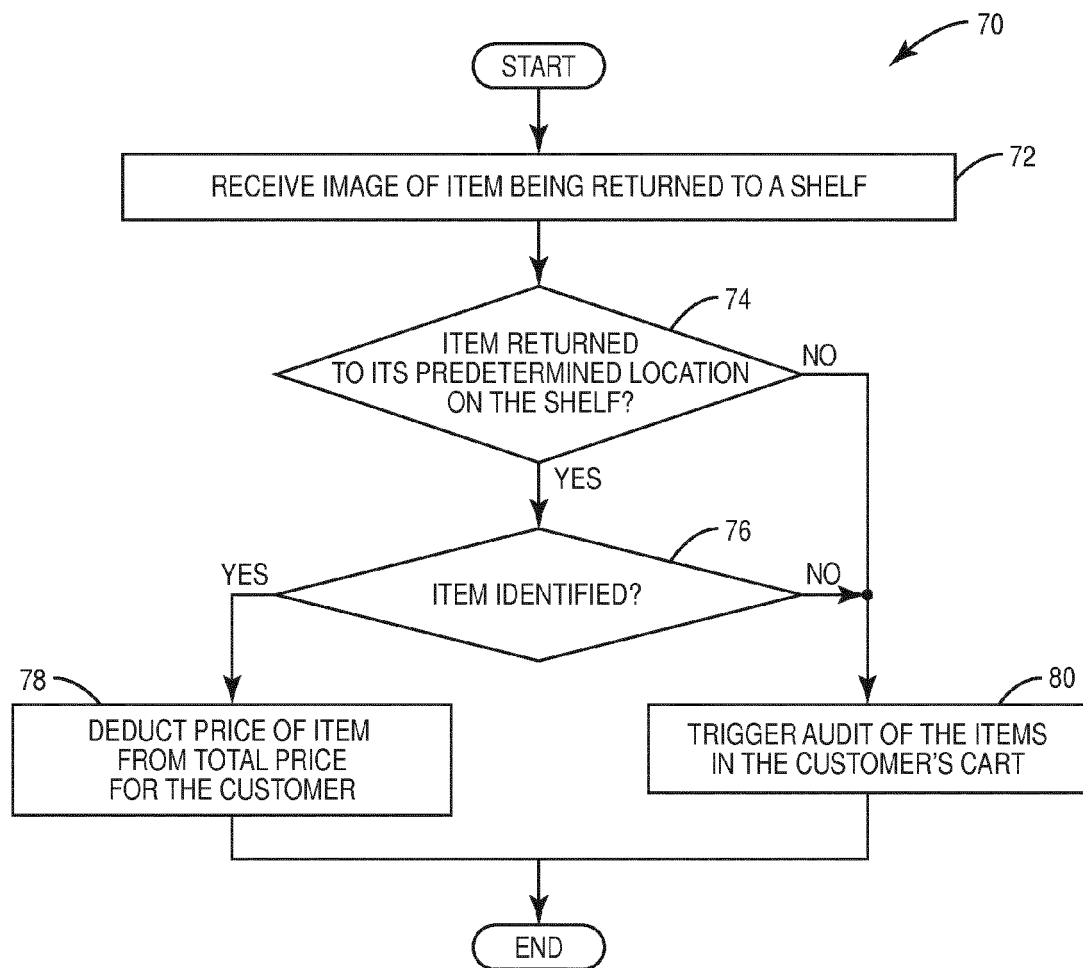 70
START
72
RECEIVE IMAGE OF ITEM BEING RETURNED TO A SHELF
74
ITEM RETURNED
TO ITS PREDETERMINED LOCATION
ON THE SHELF?
NO
YES
76
YES
ITEM IDENTIFIED?
NO
78
DEDUCT PRICE OF ITEM
FROM TOTAL PRICE
FOR THE CUSTOMER
80
TRIGGER AUDIT OF THE ITEMS
IN THE CUSTOMER'S CART
END